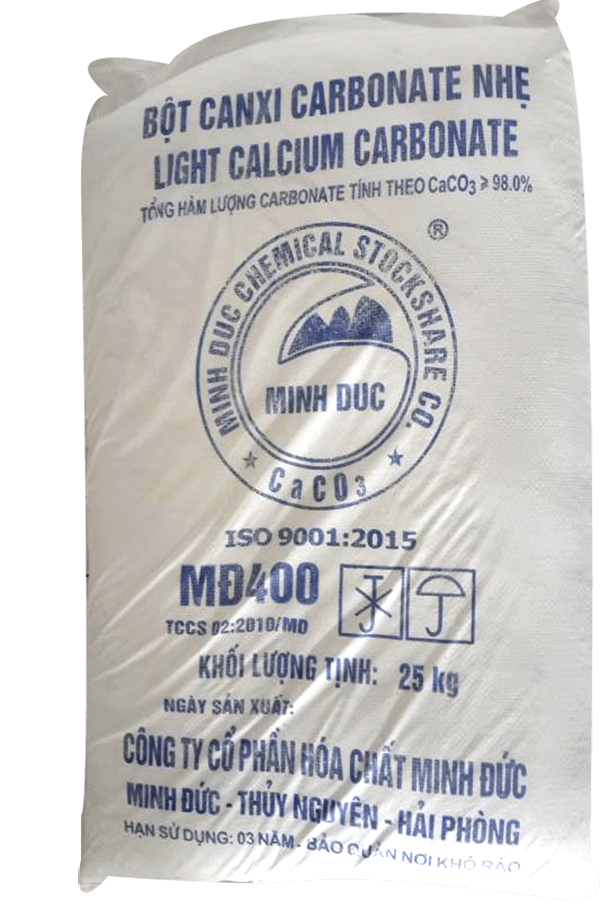 BỘT CANXI CARBONATE NHẸ
LIGHT CALCIUM CARBONATE
TỔNG HÀM LƯỢNG CARBONATE TÍNH THEO CaCO3 ≥ 98.0%
®
MINH DUC CHEMICAL STOCKSHARE CO.
MINH DUC
★ CaCO3 ★
ISO 9001:2015
MĐ400
TCCS 02:2010/MĐ
KHỐI LƯỢNG TỊNH: 25 kg
NGÀY SẢN XUẤT:
CÔNG TY CỔ PHẦN HÓA CHẤT MINH ĐỨC
MINH ĐỨC - THỦY NGUYÊN - HẢI PHÒNG
HẠN SỬ DỤNG: 03 NĂM - BẢO QUẢN NƠI KHÔ RÁO